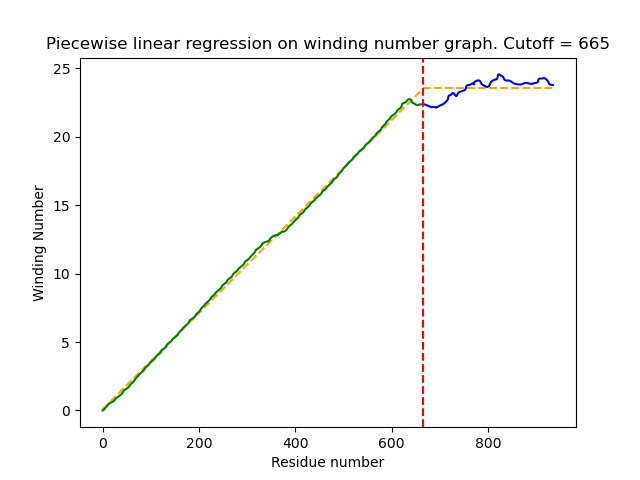 Piecewise linear regression on winding number graph. Cutoff = 665
25
20
15
10
5
0
Winding Number
0 200 400 600 800
Residue number